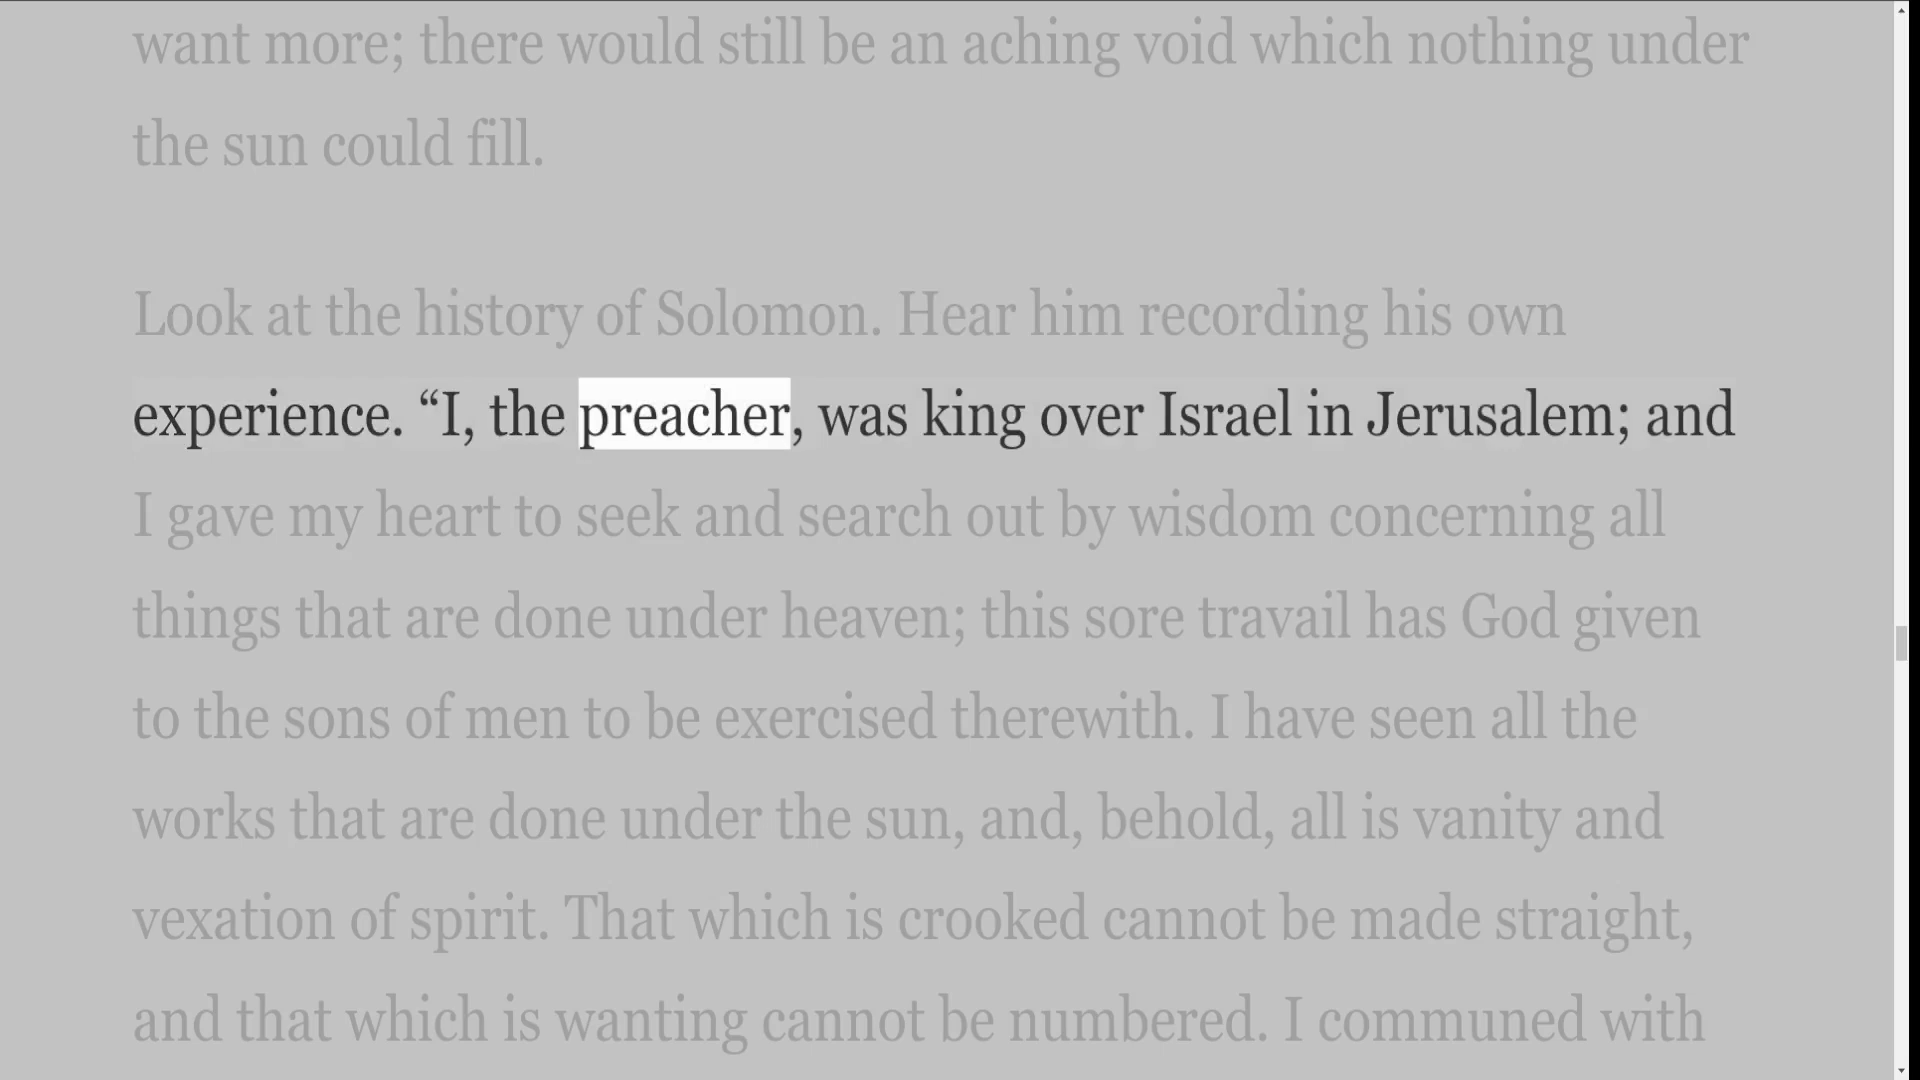 want more; there would still be an aching void which nothing under
the sun could fill.
Look at the history of Solomon. Hear him recording his own
experience. “I, the preacher, was king over Israel in Jerusalem; and
I gave my heart to seek and search out by wisdom concerning all
things that are done under heaven; this sore travail has God given
to the sons of men to be exercised therewith. I have seen all the
works that are done under the sun, and, behold, all is vanity and
vexation of spirit. That which is crooked cannot be made straight,
and that which is wanting cannot be numbered. I communed with